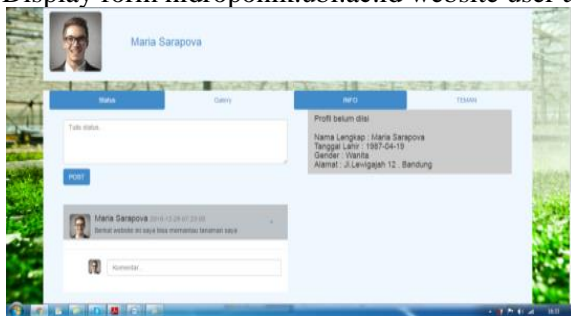 Display form hidroponik.ubl.ac.id website user
Maria Sarapova
Status
Galery
INFO
TEMAN
Tulis status..
POST
Profil belum diisi
Nama Lengkap : Maria Sarapova
Tanggal Lahir : 1987-04-19
Gender : Wanita
Alamat : Jl.Lewigajah 12 . Bandung
Maria Sarapova
Berkat website ini saya bisa memantau tanaman saya
Komentar